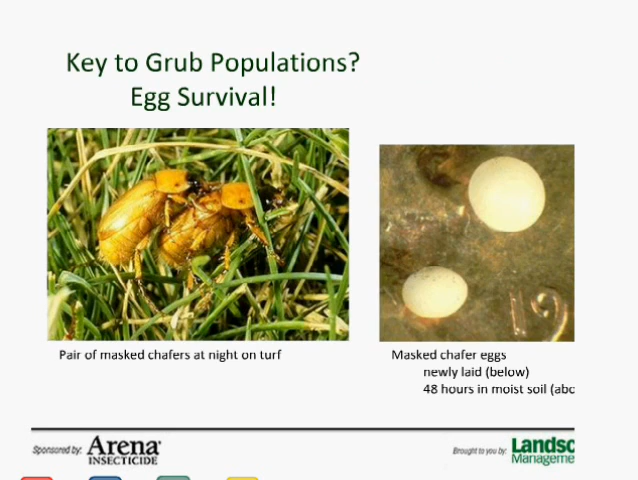 Key to Grub Populations?
Egg Survival!
19
Pair of masked chafers at night on turf
Masked chafer eggs
newly laid (below)
48 hours in moist soil (abc
Sponsored by: Arena
INSECTICIDE
Brought to you by: Landsc
Manageme